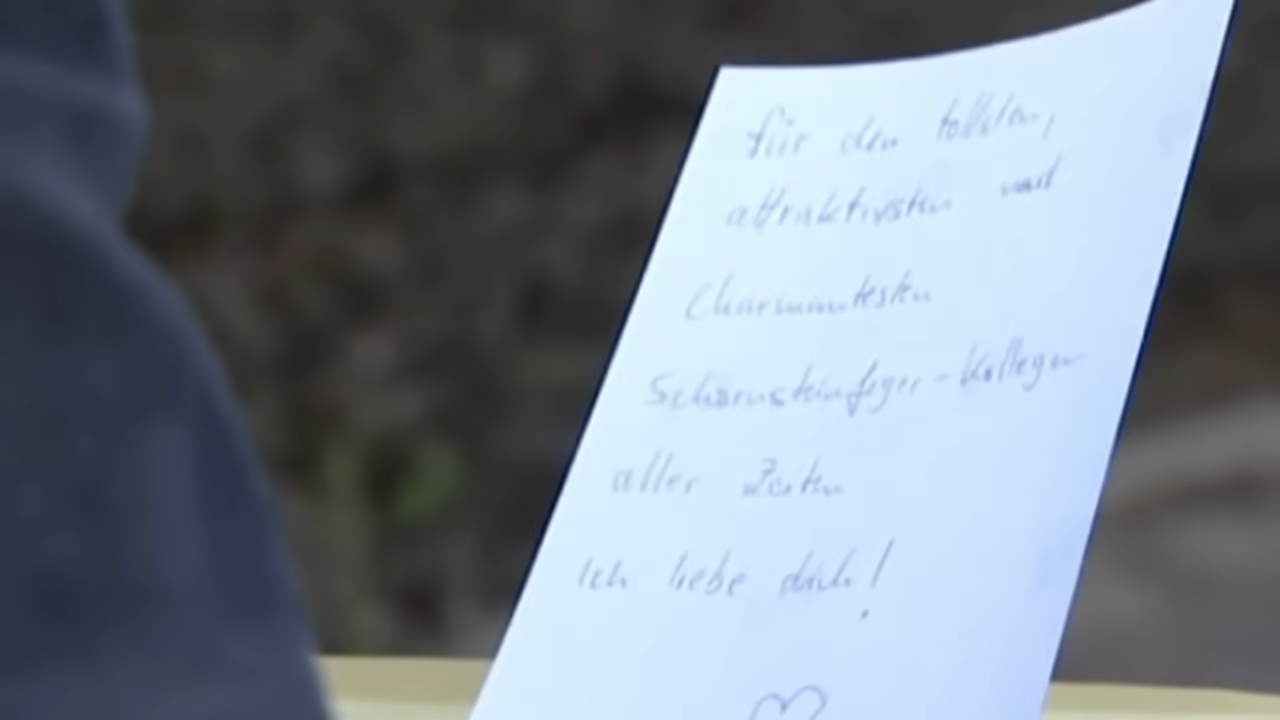 für den tollsten,
attraktivsten und
Charmantesten
Schornsteinfeger-Kollegen
aller Zeiten
Ich liebe dich!